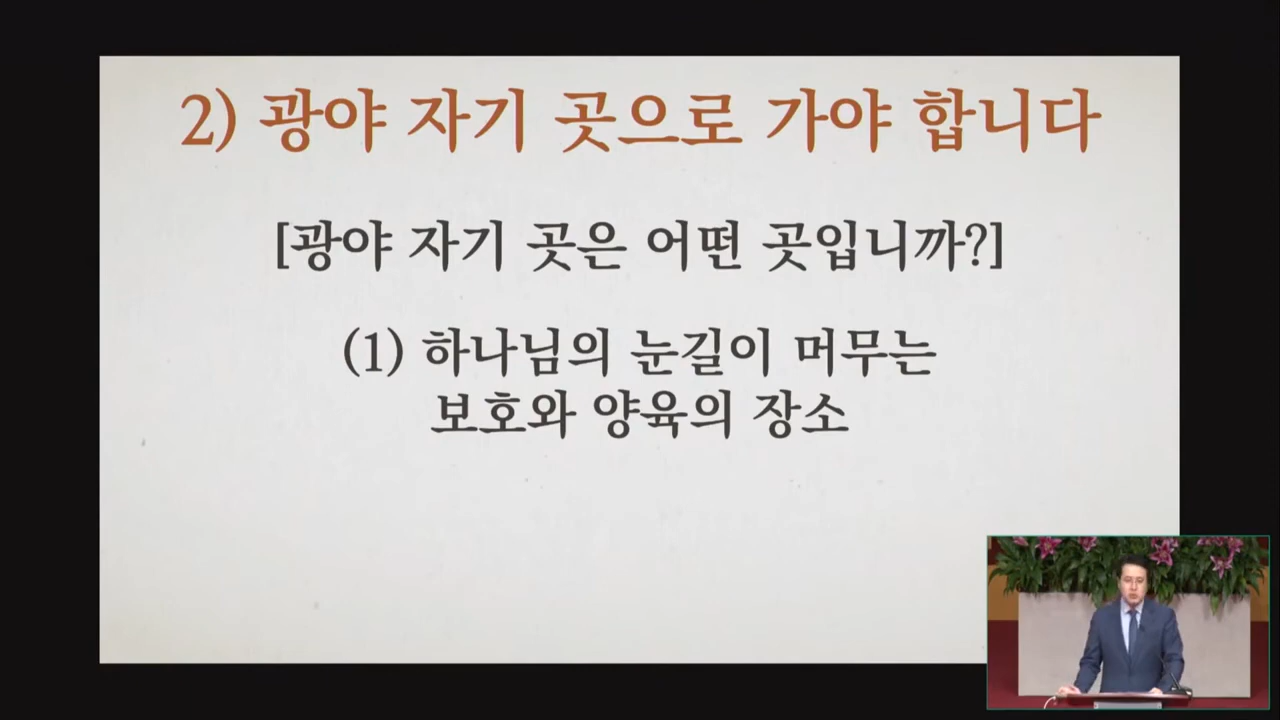 2) 광야 자기 곳으로 가야 합니다
[광야 자기 곳은 어떤 곳입니까?]
(1) 하나님의 눈길이 머무는
보호와 양육의 장소